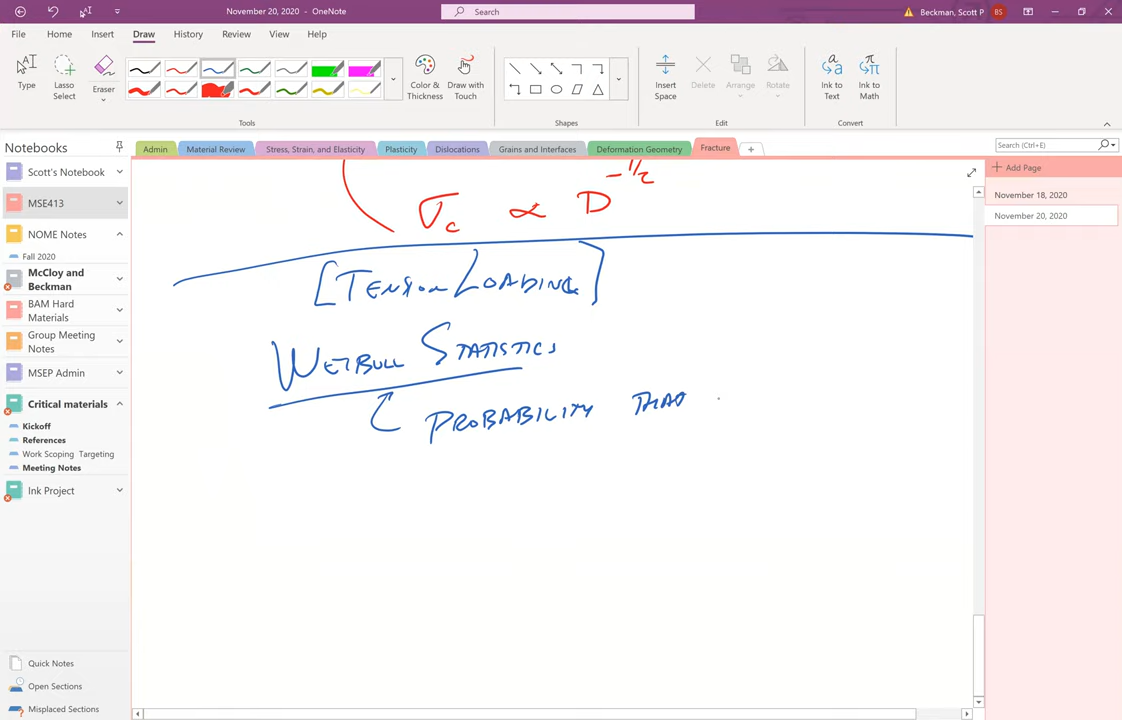 November 20, 2020 - OneNote
Search
Beckman, Scott P
BS
File
Home
Insert
Draw
History
Review
View
Help
Type
Lasso Select
Eraser
Color & Thickness
Draw with Touch
Insert Space
Delete
Arrange
Rotate
Ink to Text
Ink to Math
Tools
Shapes
Edit
Convert
Notebooks
Admin
Material Review
Stress, Strain, and Elasticity
Plasticity
Dislocations
Grains and Interfaces
Deformation Geometry
Fracture
Search (Ctrl+E)
Scott's Notebook
MSE413
NOME Notes
Fall 2020
McCloy and
Beckman
BAM Hard
Materials
Group Meeting
Notes
MSEP Admin
Critical materials
Kickoff
References
Work Scoping Targeting
Meeting Notes
Ink Project
Quick Notes
Open Sections
Misplaced Sections
σc ∝ D^-1/2
[TENSION LOADING]
WEIBULL STATISTICS
PROBABILITY THAT
Add Page
November 18, 2020
November 20, 2020